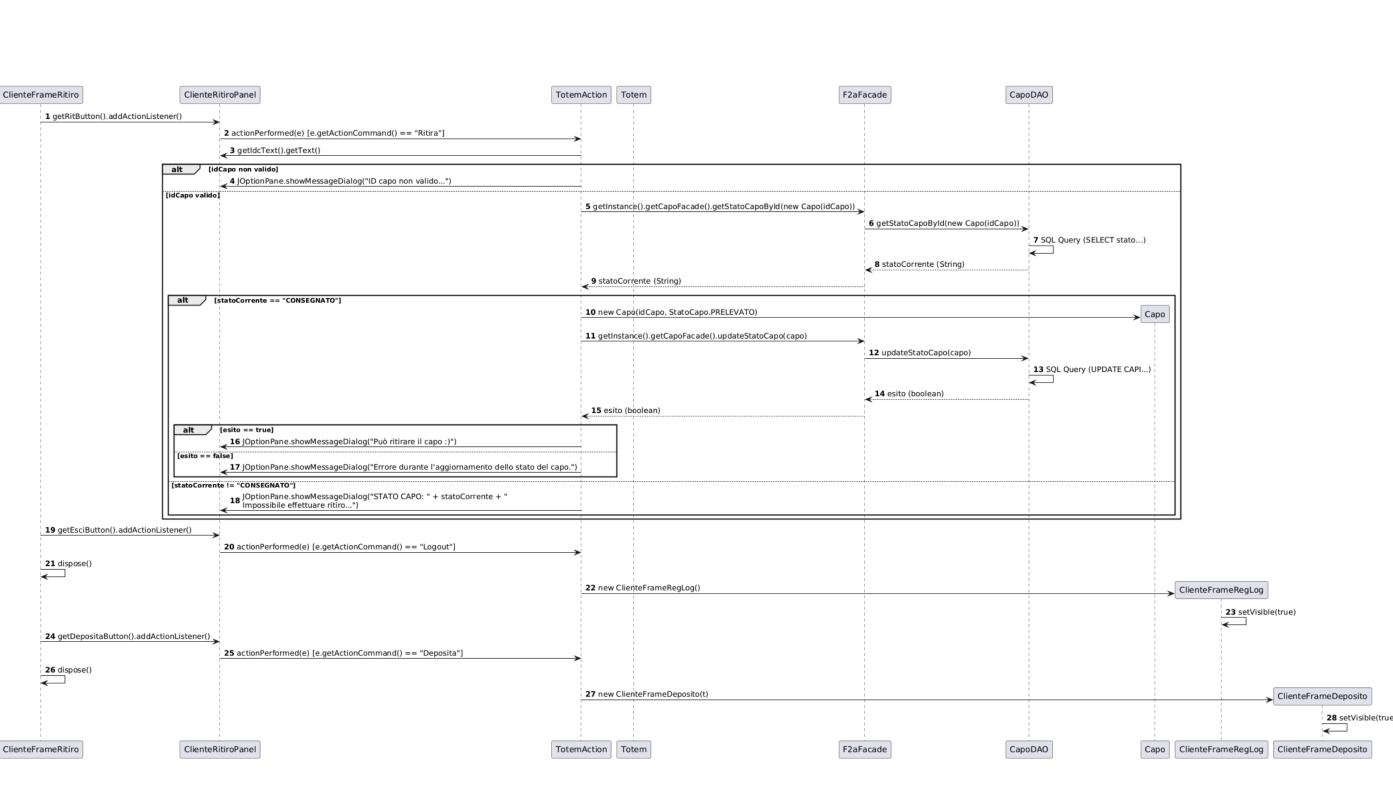 ClienteFrameRitiro
ClienteRitiroPanel
TotemAction
Totem
F2aFacade
CapoDAO
1 getRitButton().addActionListener()
2 actionPerformed(e) [e.getActionCommand() == "Ritira"]
3 getIdcText().getText()
alt [idCapo non valido]
4 JOptionPane.showMessageDialog("ID capo non valido...")
[idCapo valido]
5 getInstance().getCapoFacade().getStatoCapoById(new Capo(idCapo))
6 getStatoCapoById(new Capo(idCapo))
7 SQL Query (SELECT stato...)
8 statoCorrente (String)
9 statoCorrente (String)
alt [statoCorrente == "CONSEGNATO"]
10 new Capo(idCapo, StatoCapo.PRELEVATO)
Capo
11 getInstance().getCapoFacade().updateStatoCapo(capo)
12 updateStatoCapo(capo)
13 SQL Query (UPDATE CAPI...)
14 esito (boolean)
15 esito (boolean)
alt [esito == true]
16 JOptionPane.showMessageDialog("Può ritirare il capo :)")
[esito == false]
17 JOptionPane.showMessageDialog("Errore durante l'aggiornamento dello stato del capo.")
[statoCorrente != "CONSEGNATO"]
18 JOptionPane.showMessageDialog("STATO CAPO: " + statoCorrente + "
Impossibile effettuare ritiro...")
19 getEsciButton().addActionListener()
20 actionPerformed(e) [e.getActionCommand() == "Logout"]
21 dispose()
22 new ClienteFrameRegLog()
ClienteFrameRegLog
23 setVisible(true)
24 getDepositaButton().addActionListener()
25 actionPerformed(e) [e.getActionCommand() == "Deposita"]
26 dispose()
27 new ClienteFrameDeposito(t)
ClienteFrameDeposito
28 setVisible(true
ClienteFrameRitiro
ClienteRitiroPanel
TotemAction
Totem
F2aFacade
CapoDAO
Capo
ClienteFrameRegLog
ClienteFrameDeposito